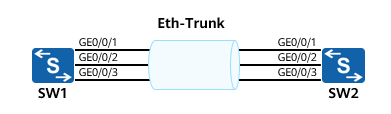 Eth-Trunk
GE0/0/1 GE0/0/1
GE0/0/2 GE0/0/2
GE0/0/3 GE0/0/3
S S
SW1 SW2